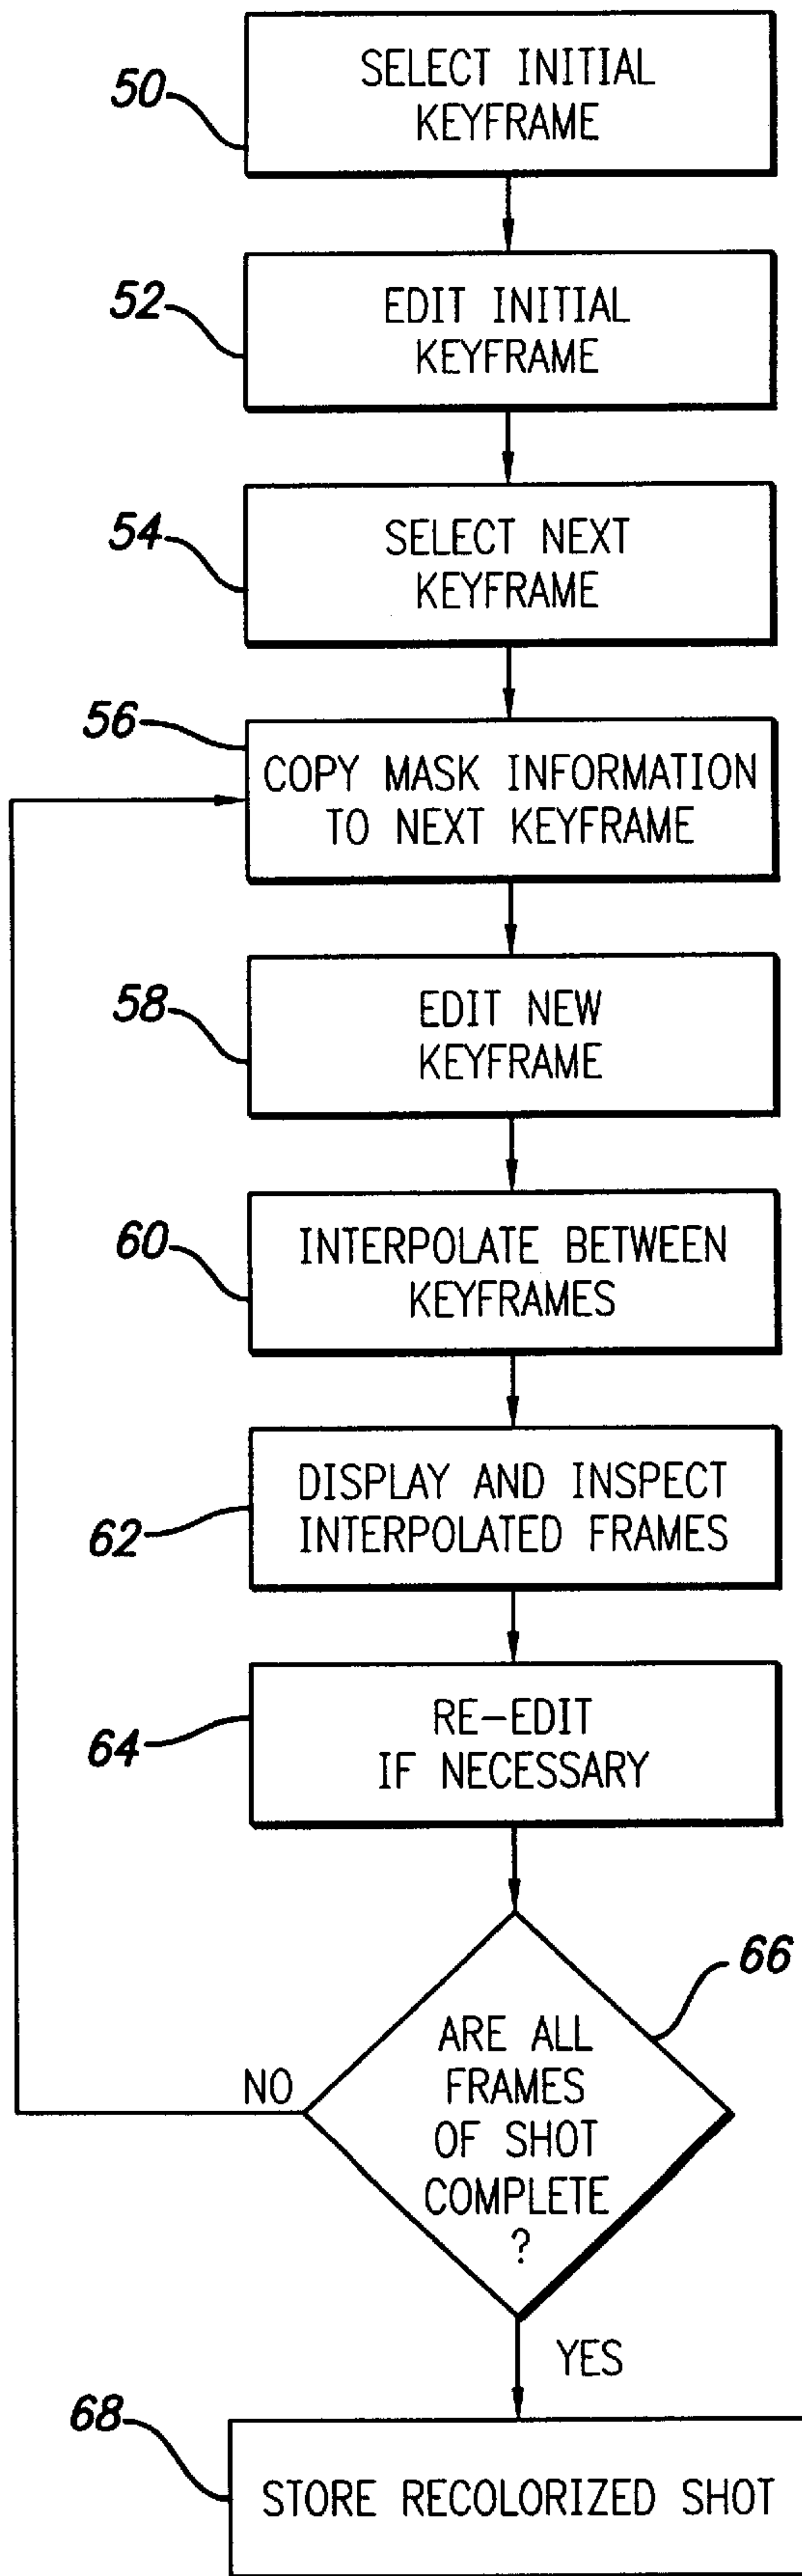 50
SELECT INITIAL
KEYFRAME
52
EDIT INITIAL
KEYFRAME
54
SELECT NEXT
KEYFRAME
56
COPY MASK INFORMATION
TO NEXT KEYFRAME
58
EDIT NEW
KEYFRAME
60
INTERPOLATE BETWEEN
KEYFRAMES
62
DISPLAY AND INSPECT
INTERPOLATED FRAMES
64
RE-EDIT
IF NECESSARY
66
ARE ALL
FRAMES
OF SHOT
COMPLETE
?
NO
YES
68
STORE RECOLORIZED SHOT